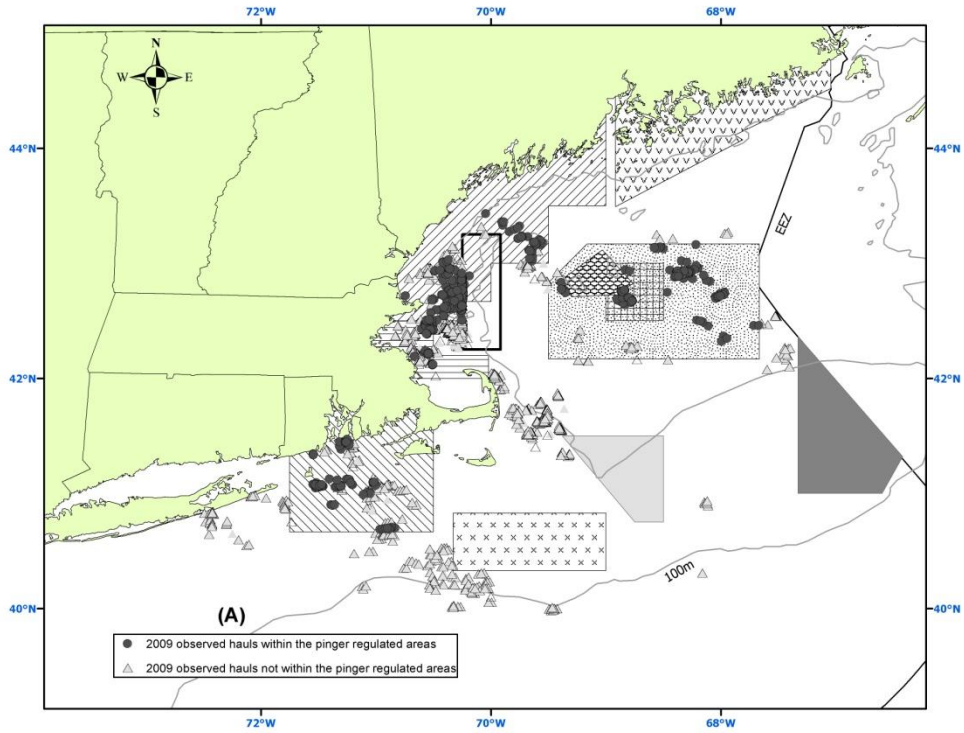 72°W 70°W 68°W
N
W E
S
44°N 44°N
EEZ
42°N 42°N
100m
40°N 40°N
(A)
2009 observed hauls within the pinger regulated areas
2009 observed hauls not within the pinger regulated areas
72°W 70°W 68°W